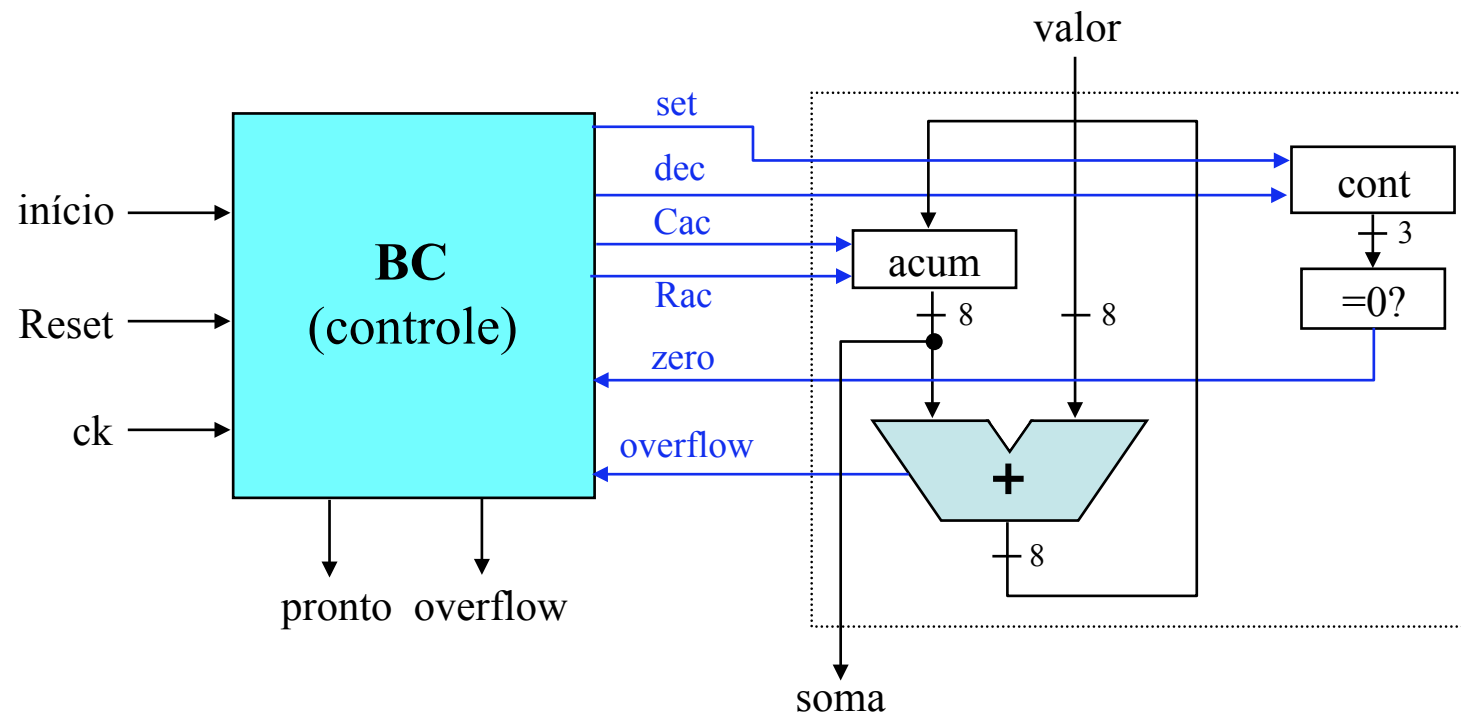 valor
set
dec
cont
início
Cac
3
BC
acum
=0?
Reset
(controle)
Rac
8
8
zero
ck
overflow
+
8
pronto
overflow
soma